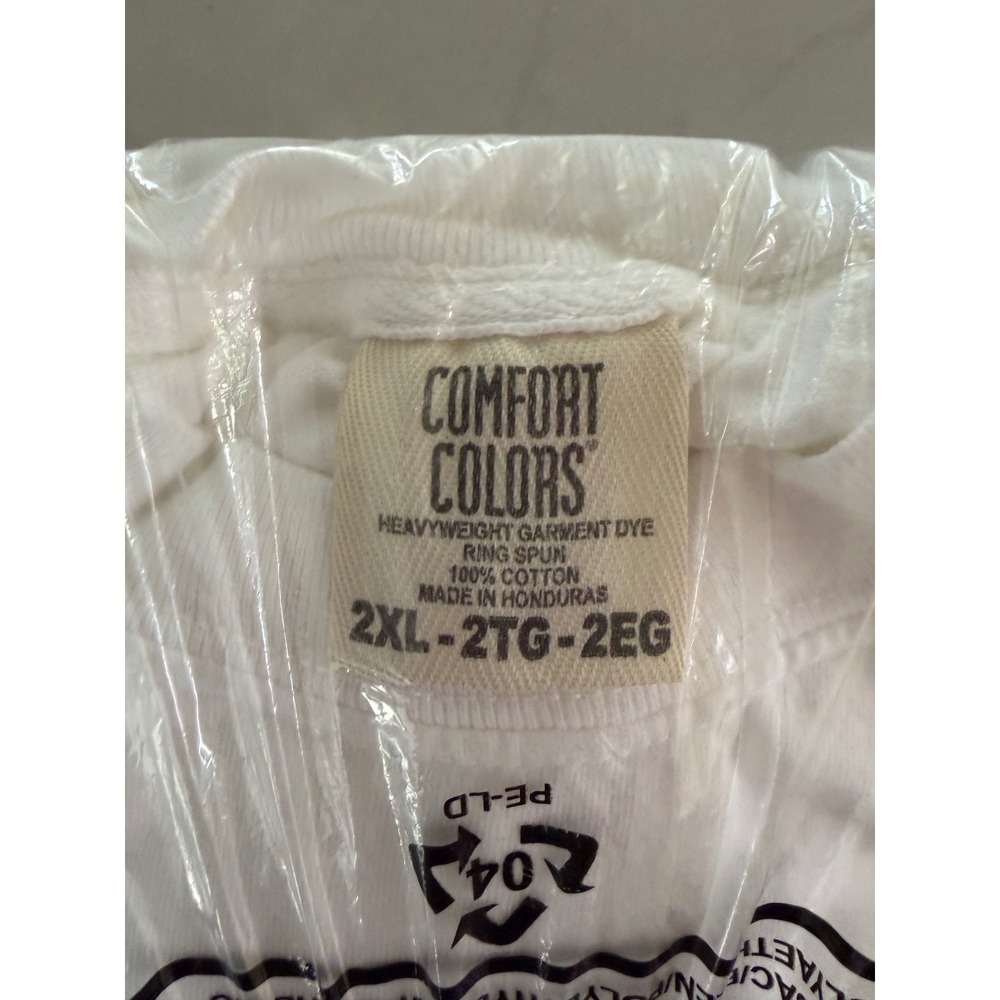 COMFORT
COLORS®
HEAVYWEIGHT GARMENT DYE
RING SPUN
100% COTTON
MADE IN HONDURAS
2XL - 2TG - 2EG
PE-LD
04